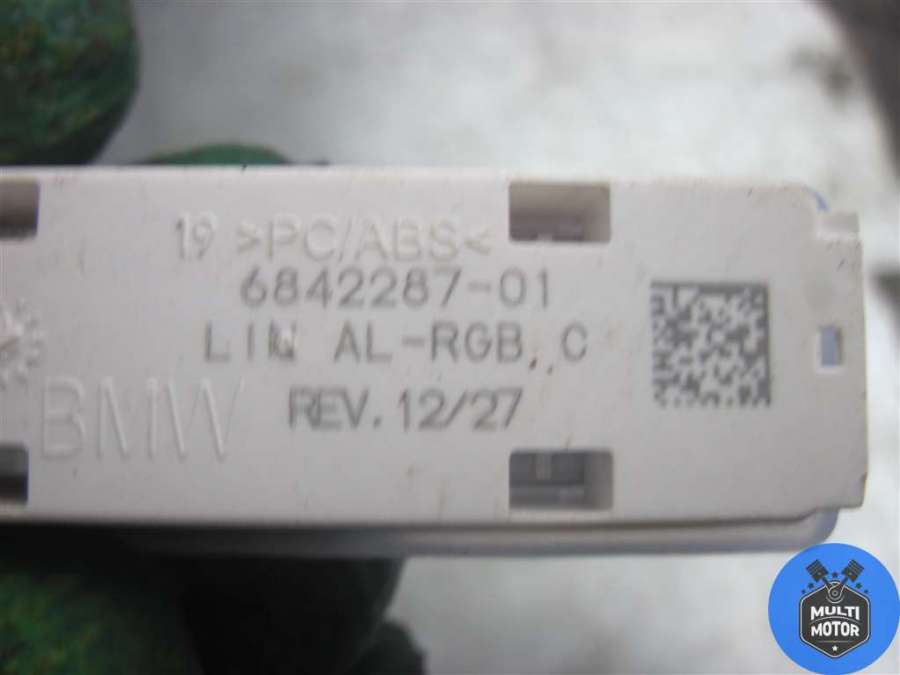 19 >PC/ABS<
6842287-01
LIN AL-RGB, C
BMW
REV. 12/27
MULTI
MOTOR